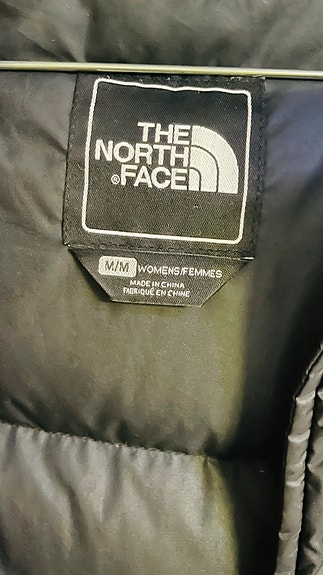 THE
NORTH
®FACE
M/M WOMENS/FEMMES
MADE IN CHINA
FABRIQUÉ EN CHINE